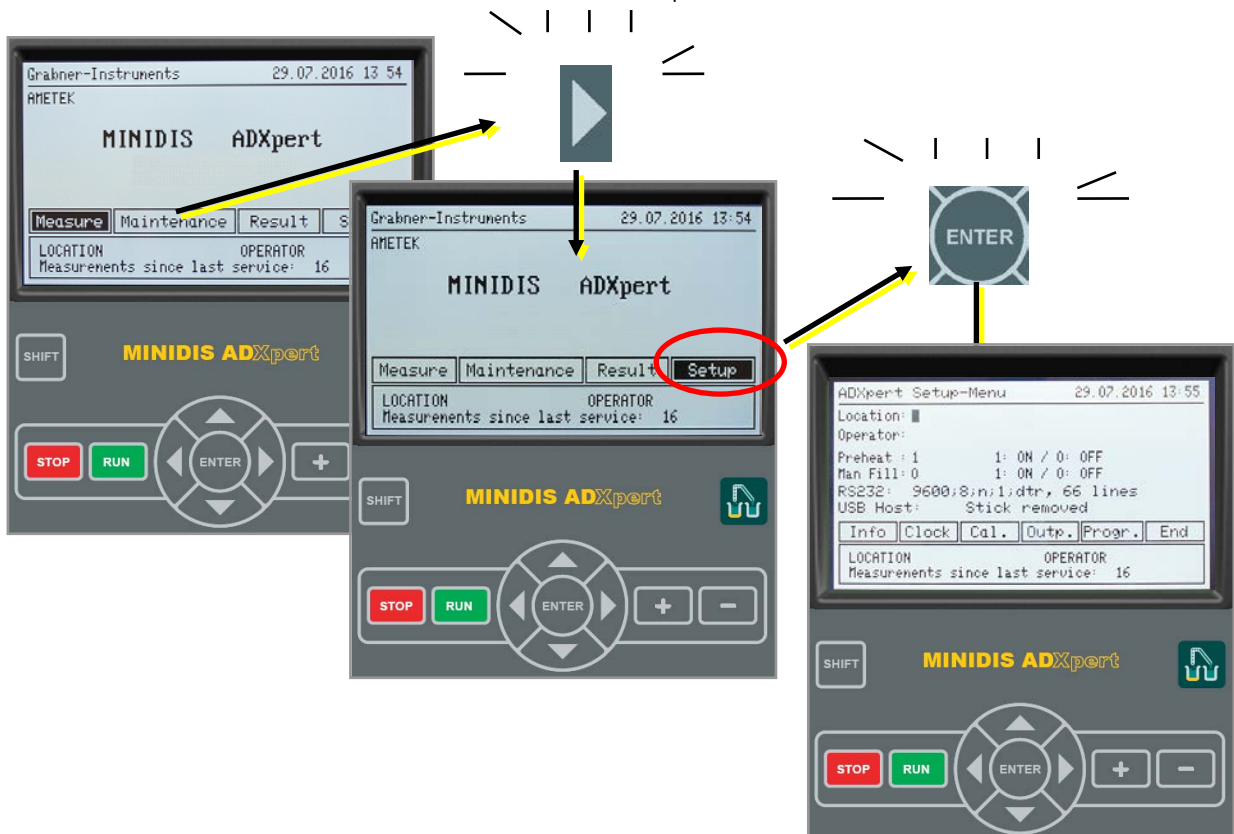 Grabner-Instruments 29.07.2016 13 54
AMETEK
MINIDIS ADXpert
Measure Maintenance Result S
LOCATION OPERATOR
Measurements since last service: 16
SHIFT
MINIDIS ADXpert
STOP RUN ENTER +
Grabner-Instruments 29.07.2016 13:54
AMETEK
MINIDIS ADXpert
Measure Maintenance Result Setup
LOCATION OPERATOR
Measurements since last service: 16
SHIFT
MINIDIS ADXpert
STOP RUN ENTER + -
ENTER
ADXpert Setup-Menu 29.07.2016 13:55
Location:
Operator:
Preheat : 1 1: ON / 0: OFF
Man Fill: 0 1: ON / 0: OFF
RS232: 9600;8;n;1;dtr, 66 lines
USB Host: Stick removed
Info Clock Cal. Outp. Progr. End
LOCATION OPERATOR
Measurements since last service: 16
SHIFT
MINIDIS ADXpert
STOP RUN ENTER + -